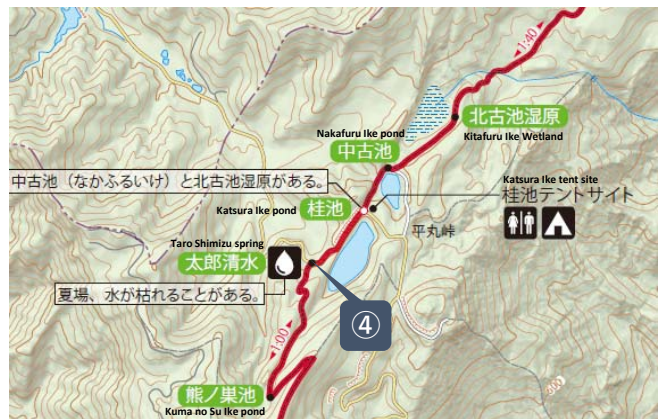 1:40
北古池湿原
Kitafuru Ike Wetland
Nakafuru Ike pond
中古池
中古池（なかふるいけ）と北古池湿原がある。
Katsura Ike tent site
桂池テントサイト
Katsura Ike pond
桂池
平丸峠
Taro Shimizu spring
太郎清水
夏場、水が枯れることがある。
④
1:00
熊ノ巣池
Kuma no Su Ike pond